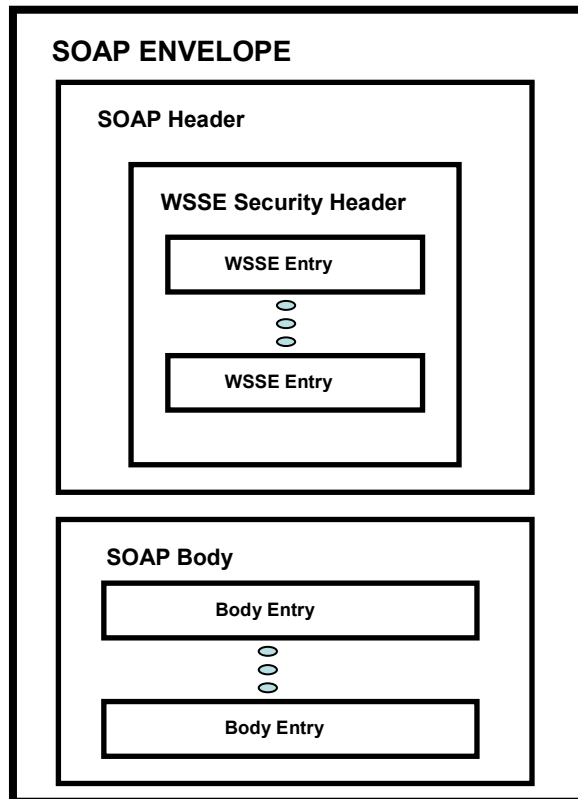 SOAP ENVELOPE
SOAP Header
WSSE Security Header
WSSE Entry
WSSE Entry
SOAP Body
Body Entry
Body Entry